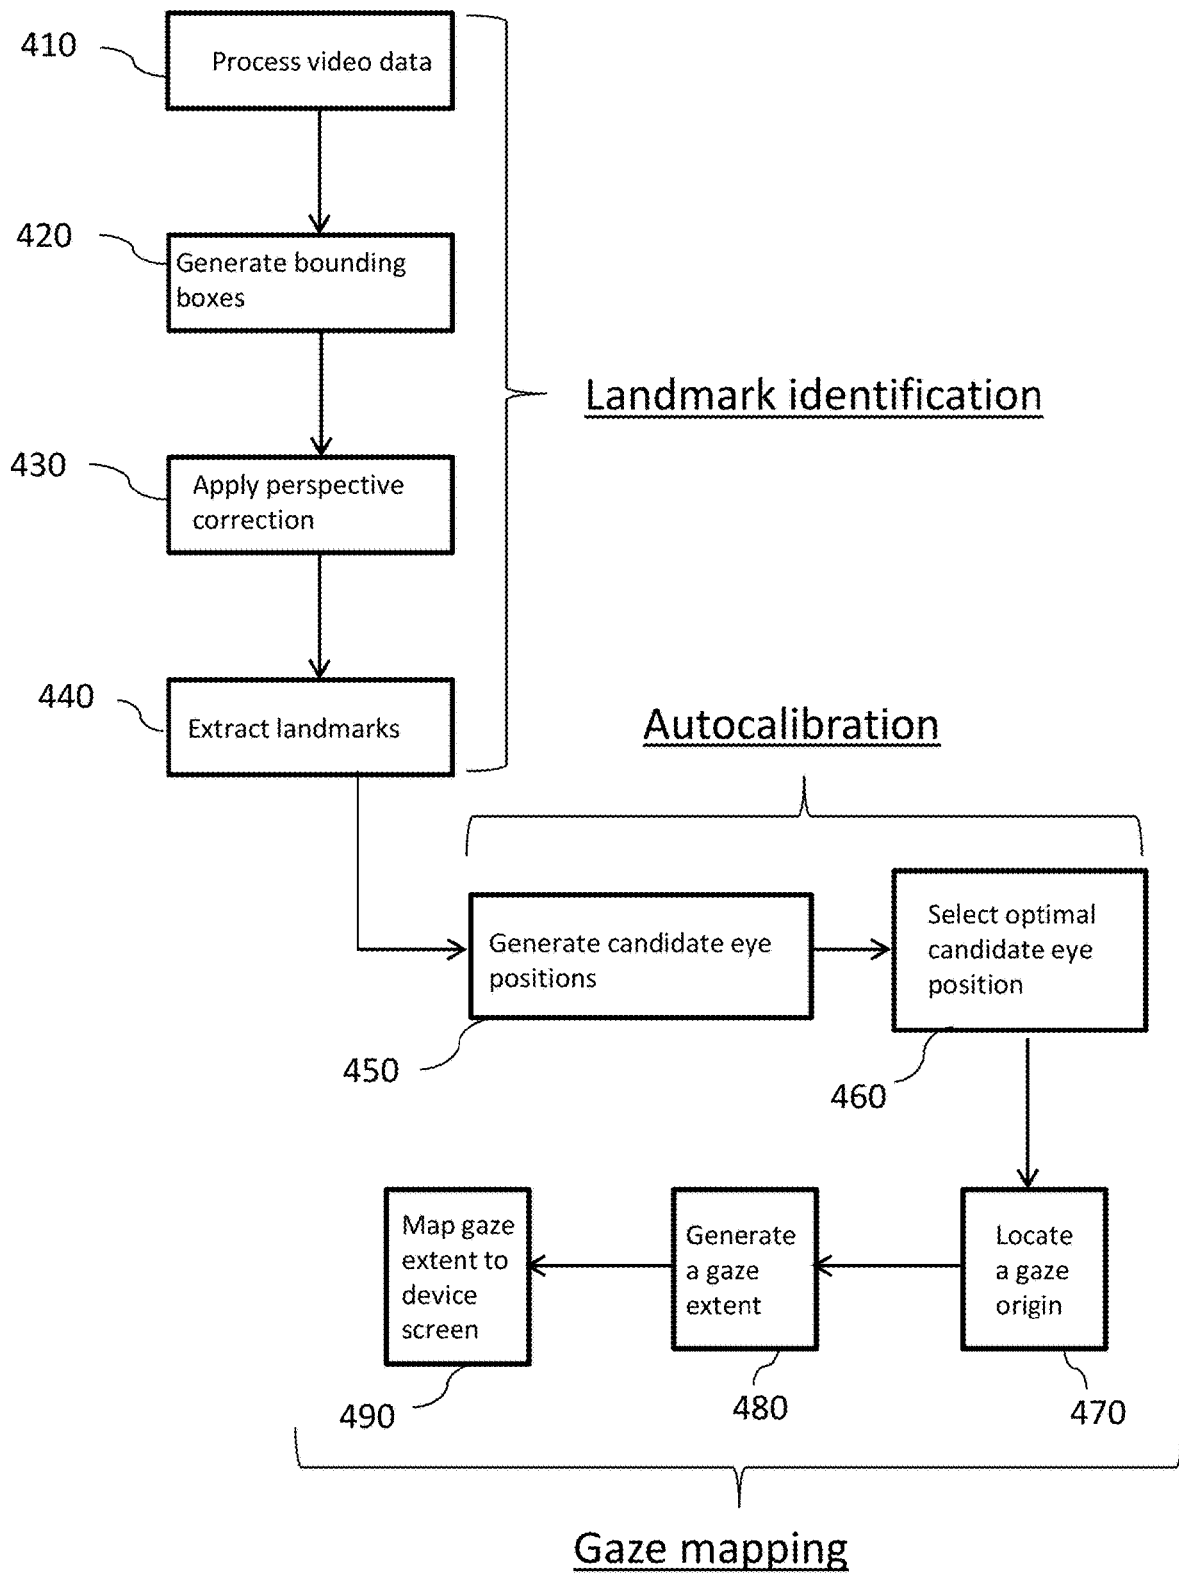 410
Process video data
420
Generate bounding
boxes
Landmark identification
430
Apply perspective
correction
440
Extract landmarks
Autocalibration
Generate candidate eye
positions
Select optimal
candidate eye
position
450
460
Map gaze
extent to
device
screen
Generate
a gaze
extent
Locate
a gaze
origin
490
480
470
Gaze mapping